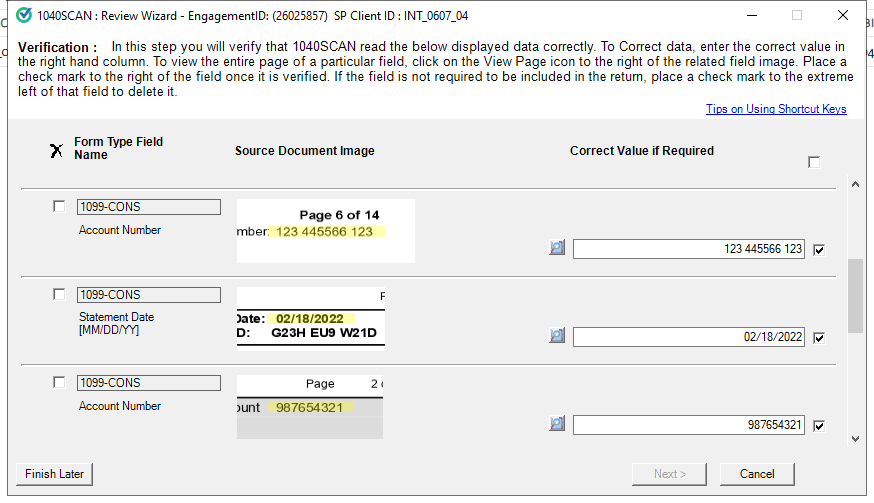 1040SCAN : Review Wizard - EngagementID: (26025857)  SP Client ID : INT_0607_04
Verification :  In this step you will verify that 1040SCAN read the below displayed data correctly. To Correct data, enter the correct value in
the right hand column. To view the entire page of a particular field, click on the View Page icon to the right of the related field image. Place a
check mark to the right of the field once it is verified. If the field is not required to be included in the return, place a check mark to the extreme
left of that field to delete it.
Tips on Using Shortcut Keys
Form Type Field
Name
Source Document Image
Correct Value if Required
1099-CONS
Account Number
Page 6 of 14
mber: 123 445566 123
123 445566 123
1099-CONS
Statement Date
[MM/DD/YY]
Date: 02/18/2022
D: G23H EU9 W21D
02/18/2022
1099-CONS
Account Number
Page 2
ount 987654321
987654321
Finish Later
Next >
Cancel